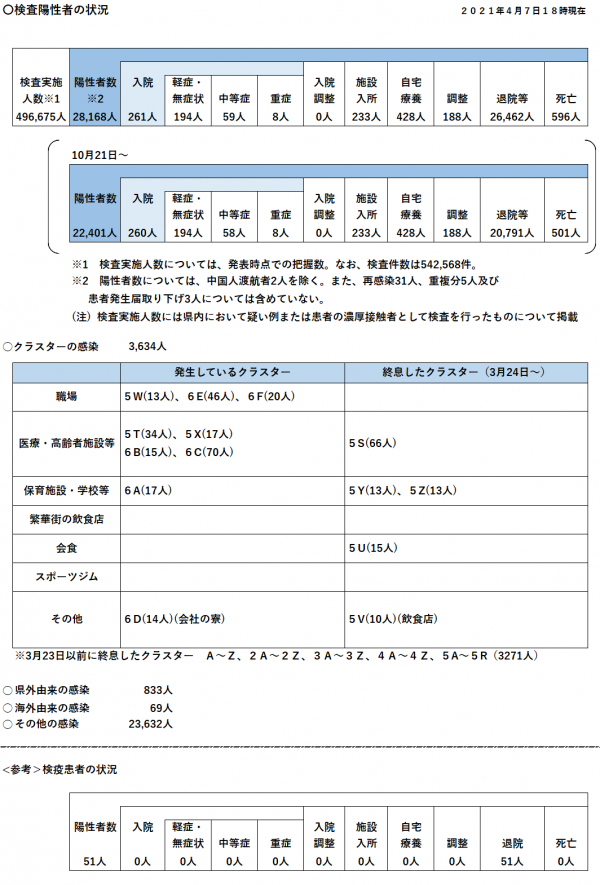 〇検査陽性者の状況 ２０２１年４月７日１８時現在
検査実施人数※1 陽性者数※2 入院 軽症・無症状 中等症 重症 入院調整 施設入所 自宅療養 調整 退院等 死亡
496,675人 28,168人 261人 194人 59人 8人 0人 233人 428人 188人 26,462人 596人
10月21日～
陽性者数 入院 軽症・無症状 中等症 重症 入院調整 施設入所 自宅療養 調整 退院等 死亡
22,401人 260人 194人 58人 8人 0人 233人 428人 188人 20,791人 501人
※1　検査実施人数については、発表時点での把握数。なお、検査件数は542,568件。
※2　陽性者数については、中国人渡航者2人を除く。また、再感染31人、重複分5人及び
患者発生届取り下げ3人については含めていない。
（注）検査実施人数には県内において疑い例または患者の濃厚接触者として検査を行ったものについて掲載
〇クラスターの感染 3,634人
発生しているクラスター 終息したクラスター（3月24日～）
職場 ５W(13人)、６E(46人)、６F(20人)
医療・高齢者施設等 ５T(34人)、５X(17人) ５S(66人)
６B(15人)、６C(70人)
保育施設・学校等 ６A(17人) ５Y(13人)、５Z(13人)
繁華街の飲食店
会食 ５U(15人)
スポーツジム
その他 ６D(14人)(会社の寮) ５V(10人)(飲食店)
※3月23日以前に終息したクラスター　A～Z、２A～２Z、３A～３Z、４A～４Z、５A～５R（3271人）
〇県外由来の感染 833人
〇海外由来の感染 69人
〇その他の感染 23,632人
<参考＞検疫患者の状況
陽性者数 入院 軽症・無症状 中等症 重症 入院調整 施設入所 自宅療養 調整 退院 死亡
51人 0人 0人 0人 0人 0人 0人 0人 0人 51人 0人